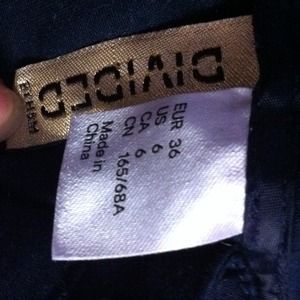 DIVIDED
H&M
EUR 36
US 6
CA 6
CN 165/68A
Made in
China